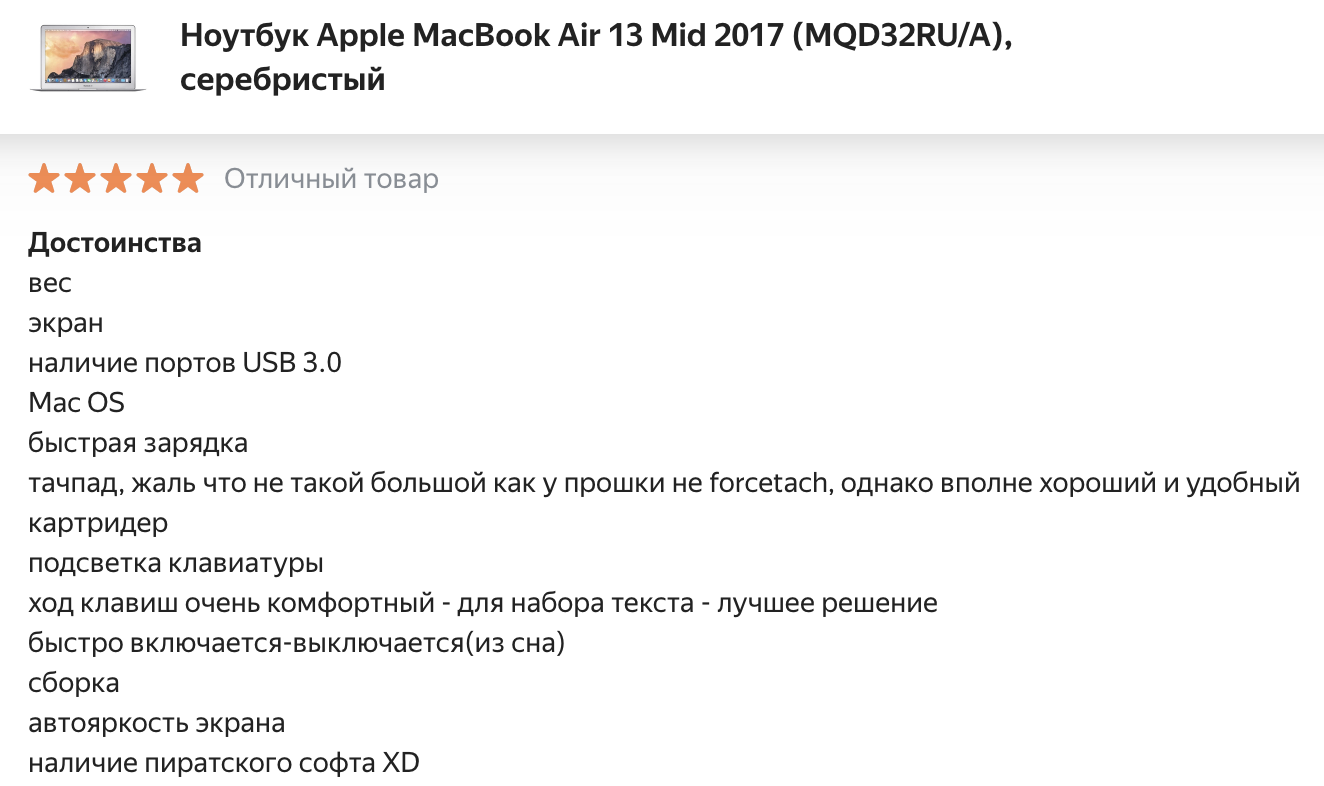 Ноутбук Apple MacBook Air 13 Mid 2017 (MQD32RU/A),
серебристый
Отличный товар
Достоинства
вес
экран
наличие портов USB 3.0
Mac OS
быстрая зарядка
тачпад, жаль что не такой большой как у прошки не forcetach, однако вполне хороший и удобный
картридер
подсветка клавиатуры
ход клавиш очень комфортный - для набора текста - лучшее решение
быстро включается-выключается(из сна)
сборка
автояркость экрана
наличие пиратского софта XD